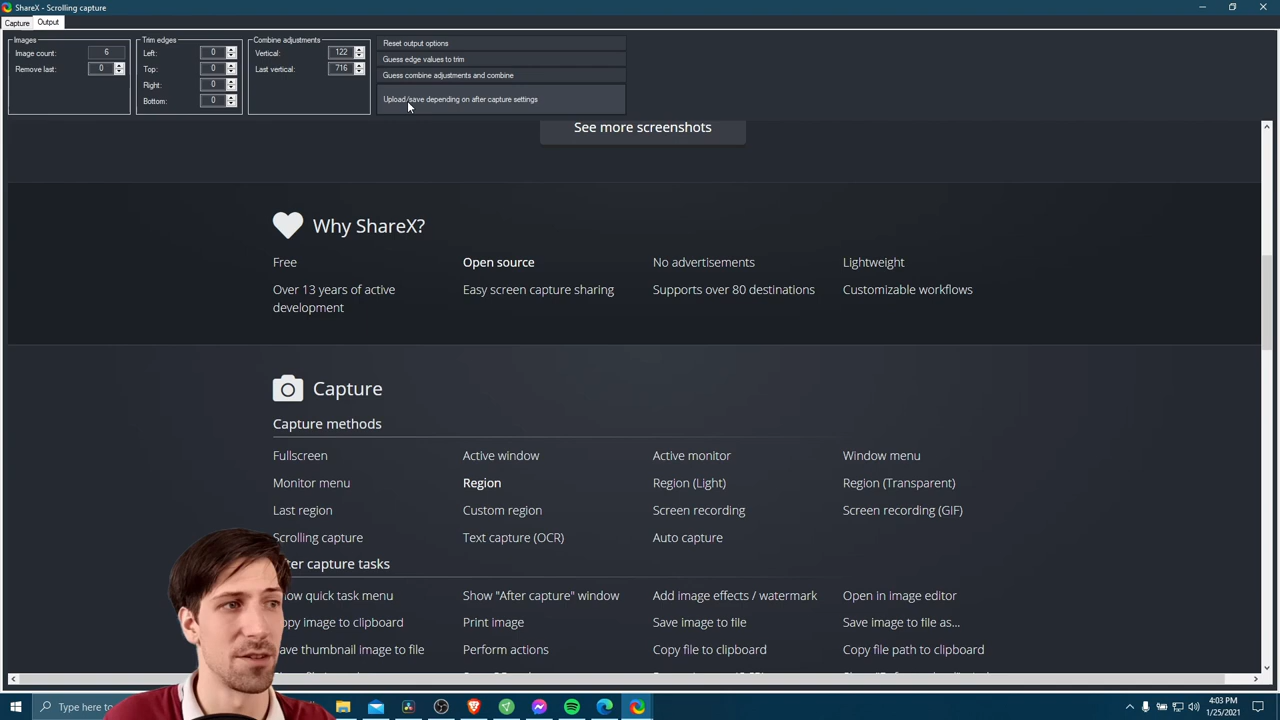 ShareX - Scrolling capture
Capture Output
Images
Image count: 6
Remove last: 0
Trim edges
Left: 0
Top: 0
Right: 0
Bottom: 0
Combine adjustments
Vertical: 122
Last vertical: 716
Reset output options
Guess edge values to trim
Guess combine adjustments and combine
Upload/save depending on after capture settings
See more screenshots
Why ShareX?
Free Open source No advertisements Lightweight
Over 13 years of active Easy screen capture sharing Supports over 80 destinations Customizable workflows
development
Capture
Capture methods
Fullscreen Active window Active monitor Window menu
Monitor menu Region Region (Light) Region (Transparent)
Last region Custom region Screen recording Screen recording (GIF)
Scrolling capture Text capture (OCR) Auto capture
ter capture tasks
how quick task menu Show "After capture" window Add image effects / watermark Open in image editor
opy image to clipboard Print image Save image to file Save image to file as...
ave thumbnail image to file Perform actions Copy file to clipboard Copy file path to clipboard
Type here to
4:03 PM
1/25/2021